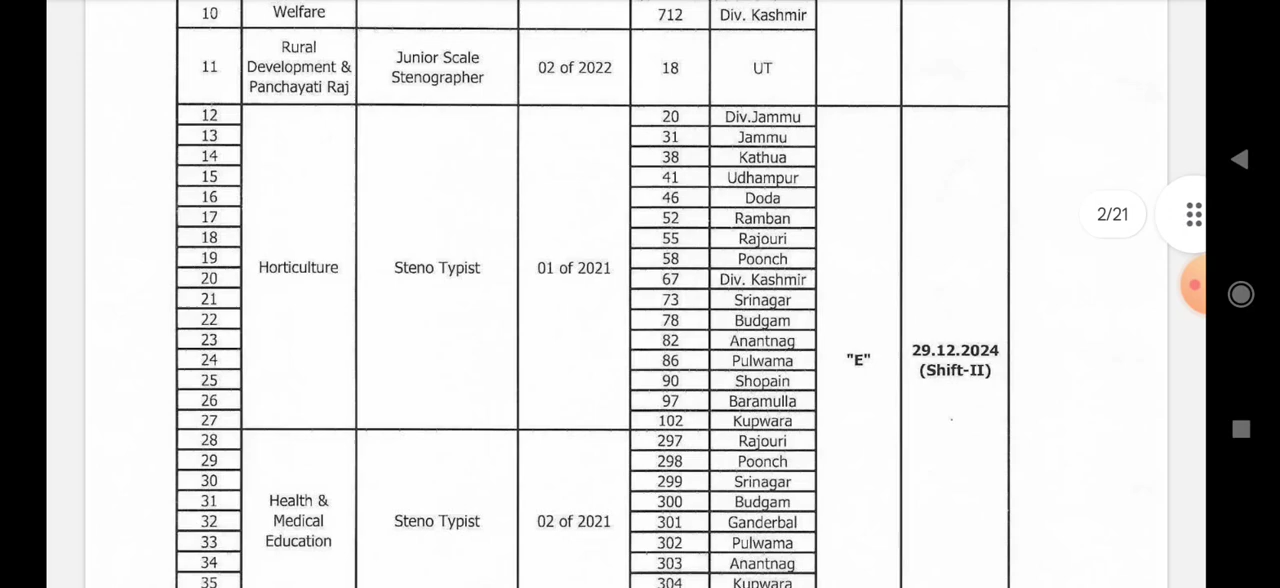 10 Welfare 712 Div. Kashmir
11 Rural Development & Panchayati Raj Junior Scale Stenographer 02 of 2022 18 UT
12 20 Div.Jammu
13 31 Jammu
14 38 Kathua
15 41 Udhampur
16 46 Doda
17 52 Ramban
18 55 Rajouri
19 58 Poonch
Horticulture Steno Typist 01 of 2021
20 67 Div. Kashmir
21 73 Srinagar
22 78 Budgam
23 82 Anantnag
24 86 Pulwama
25 90 Shopain
26 97 Baramulla
27 102 Kupwara
"E" 29.12.2024
(Shift-II)
28 297 Rajouri
29 298 Poonch
30 299 Srinagar
31 300 Budgam
32 301 Ganderbal
Health & Medical Education Steno Typist 02 of 2021
33 302 Pulwama
34 303 Anantnag
35 304 Kupwara
2/21